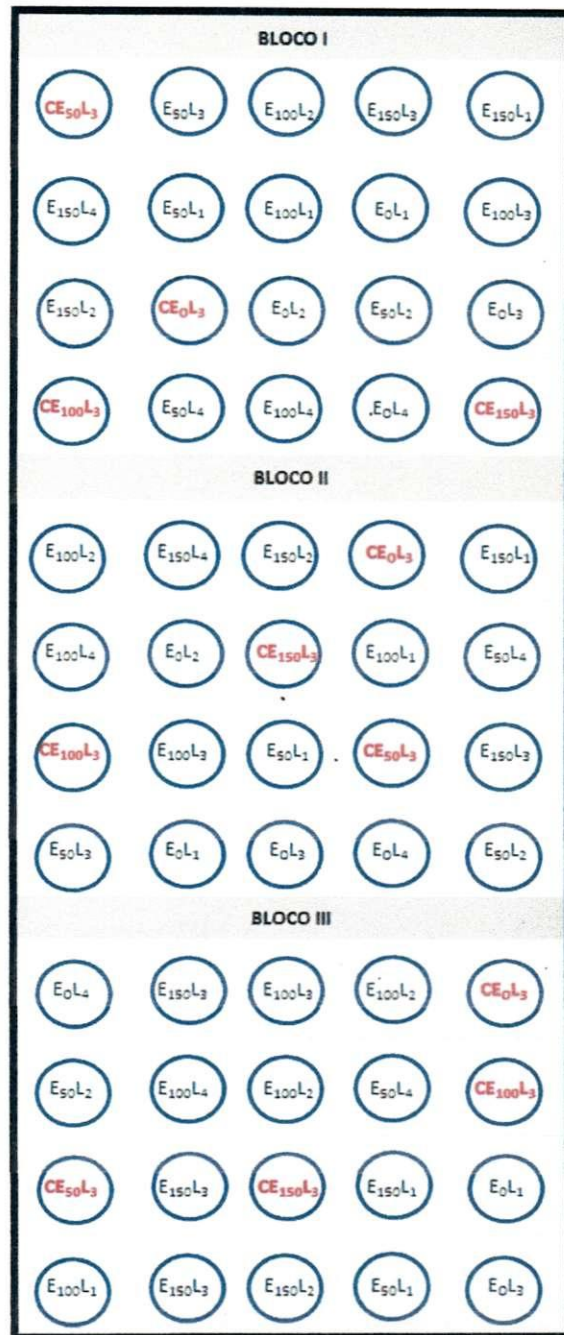 BLOCO I
CE₅₀L₃ E₅₀L₃ E₁₀₀L₂ E₁₅₀L₃ E₁₅₀L₁
E₁₅₀L₄ E₅₀L₁ E₁₀₀L₁ E₀L₁ E₁₀₀L₃
E₁₅₀L₂ CE₀L₃ E₀L₂ E₅₀L₂ E₀L₃
CE₁₀₀L₃ E₅₀L₄ E₁₀₀L₄ E₀L₄ CE₁₅₀L₃
BLOCO II
E₁₀₀L₂ E₁₅₀L₄ E₁₅₀L₂ CE₀L₃ E₁₅₀L₁
E₁₀₀L₄ E₀L₂ CE₁₅₀L₃ E₁₀₀L₁ E₅₀L₄
CE₁₀₀L₃ E₁₀₀L₃ E₅₀L₁ CE₅₀L₃ E₁₅₀L₃
E₅₀L₃ E₀L₁ E₀L₃ E₀L₄ E₅₀L₂
BLOCO III
E₀L₄ E₁₅₀L₃ E₁₀₀L₃ E₁₀₀L₂ CE₀L₃
E₅₀L₂ E₁₀₀L₄ E₁₀₀L₂ E₅₀L₄ CE₁₀₀L₃
CE₅₀L₃ E₁₅₀L₃ CE₁₅₀L₃ E₁₅₀L₁ E₀L₁
E₁₀₀L₁ E₁₅₀L₃ E₁₅₀L₂ E₅₀L₁ E₀L₃